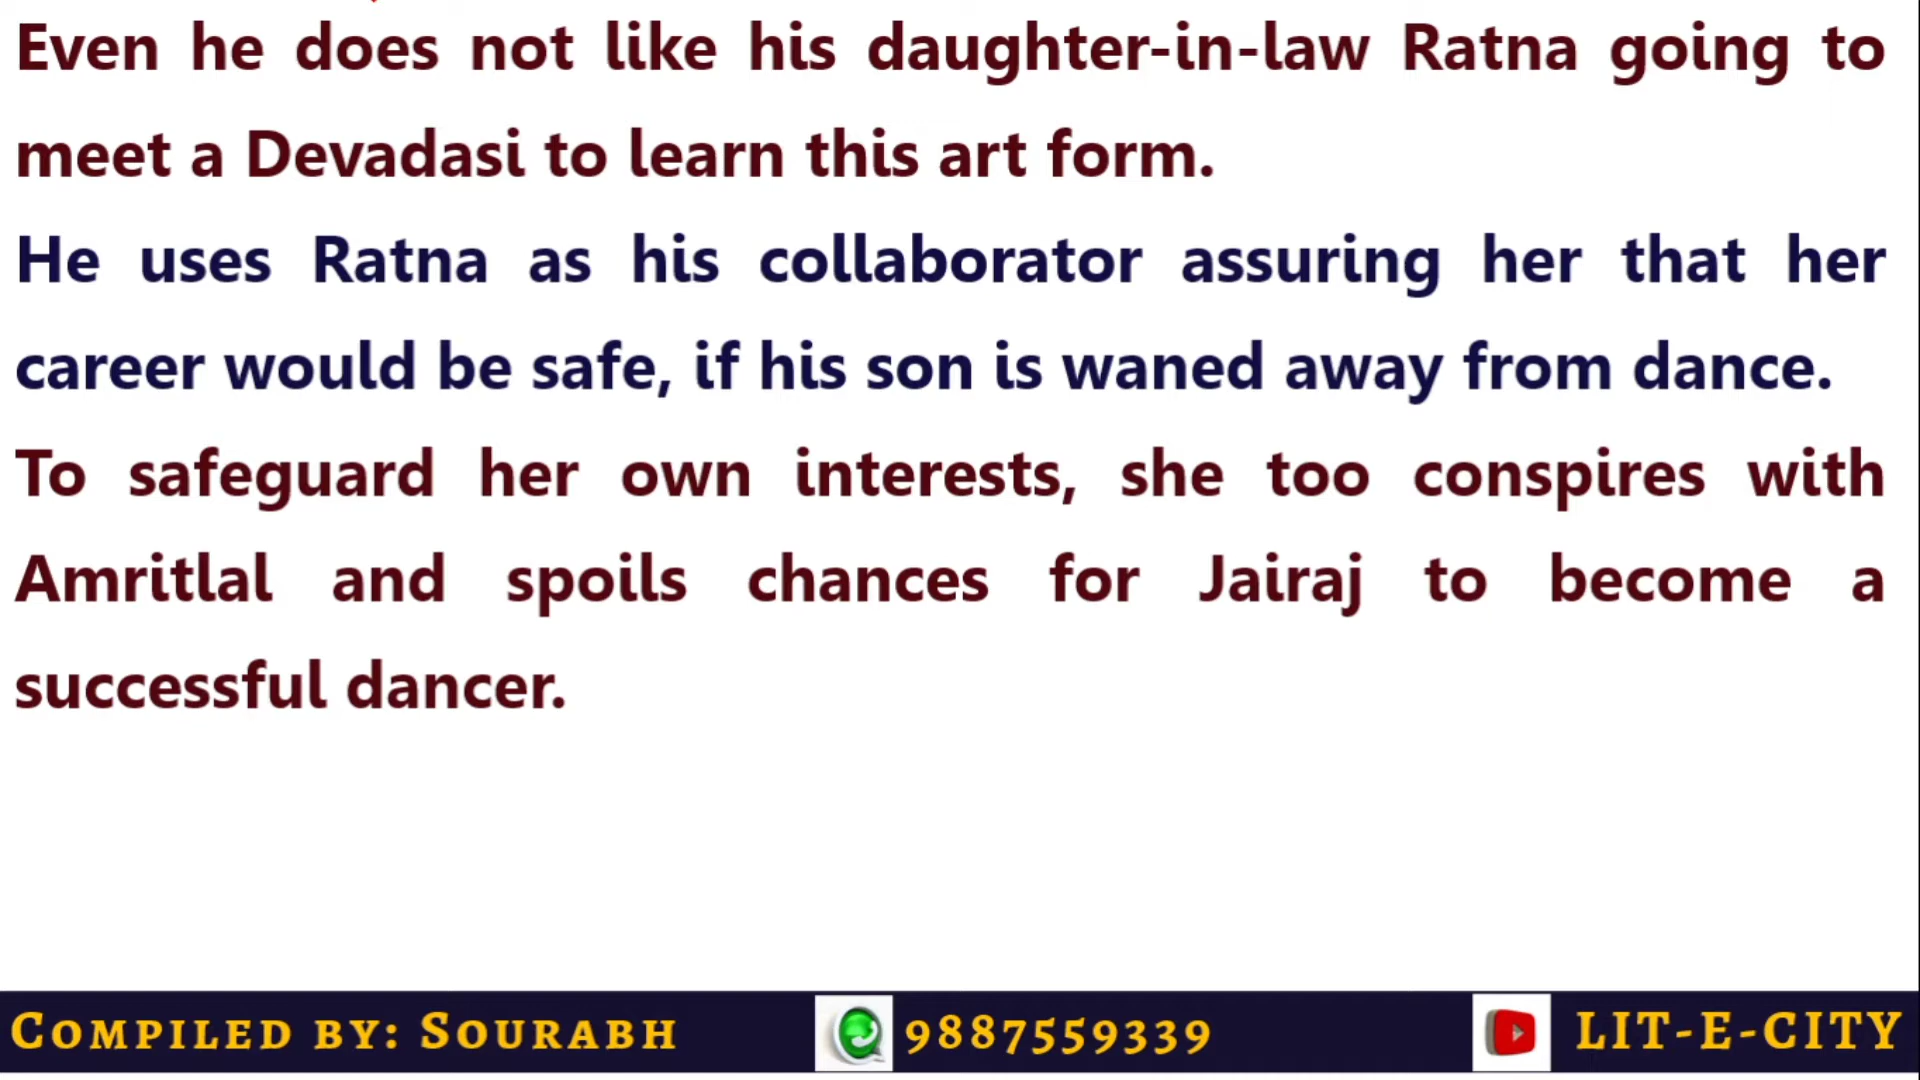 Even he does not like his daughter-in-law Ratna going to
meet a Devadasi to learn this art form.
He uses Ratna as his collaborator assuring her that her
career would be safe, if his son is waned away from dance.
To safeguard her own interests, she too conspires with
Amritlal and spoils chances for Jairaj to become a
successful dancer.
Compiled by: Sourabh 9887559339 LIT-E-CITY